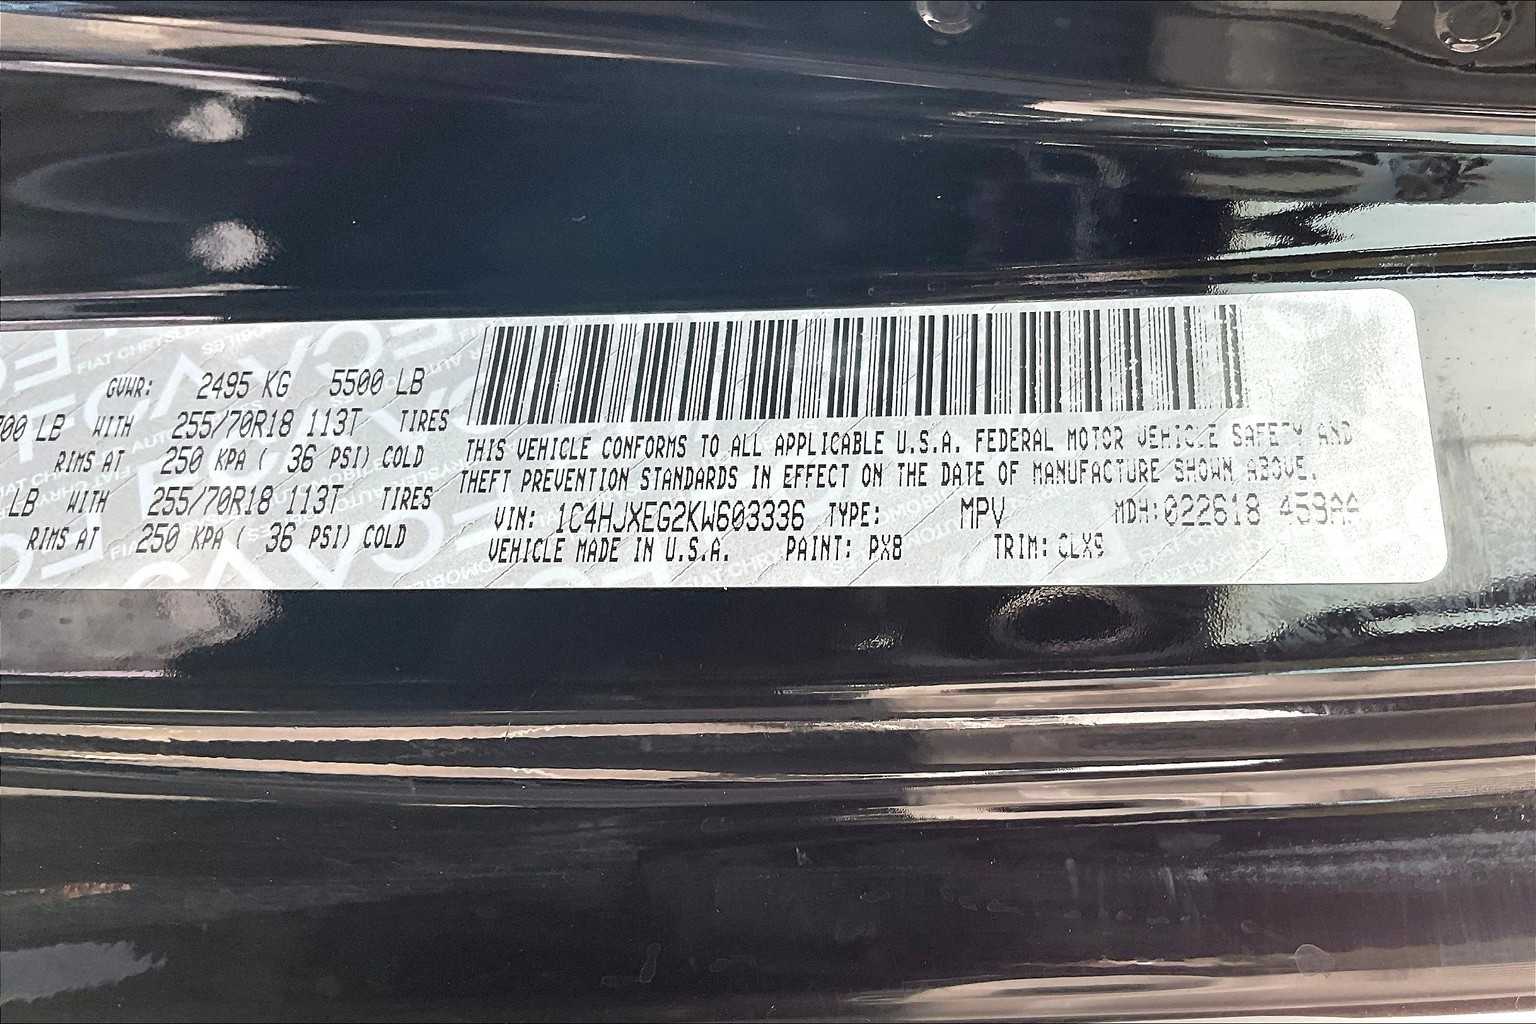 GVWR: 2495 KG 5500 LB
LB WITH 255/70R18 113T TIRES
RIMS AT 250 KPA ( 36 PSI) COLD
LB WITH 255/70R18 113T TIRES
RIMS AT 250 KPA ( 36 PSI) COLD
THIS VEHICLE CONFORMS TO ALL APPLICABLE U.S.A. FEDERAL MOTOR VEHICLE SAFETY AND
THEFT PREVENTION STANDARDS IN EFFECT ON THE DATE OF MANUFACTURE SHOWN ABOVE.
VIN: 1C4HJXEG2KW603336 TYPE: MPV MDH:022618
VEHICLE MADE IN U.S.A. PAINT: PX8 TRIM: CLX9